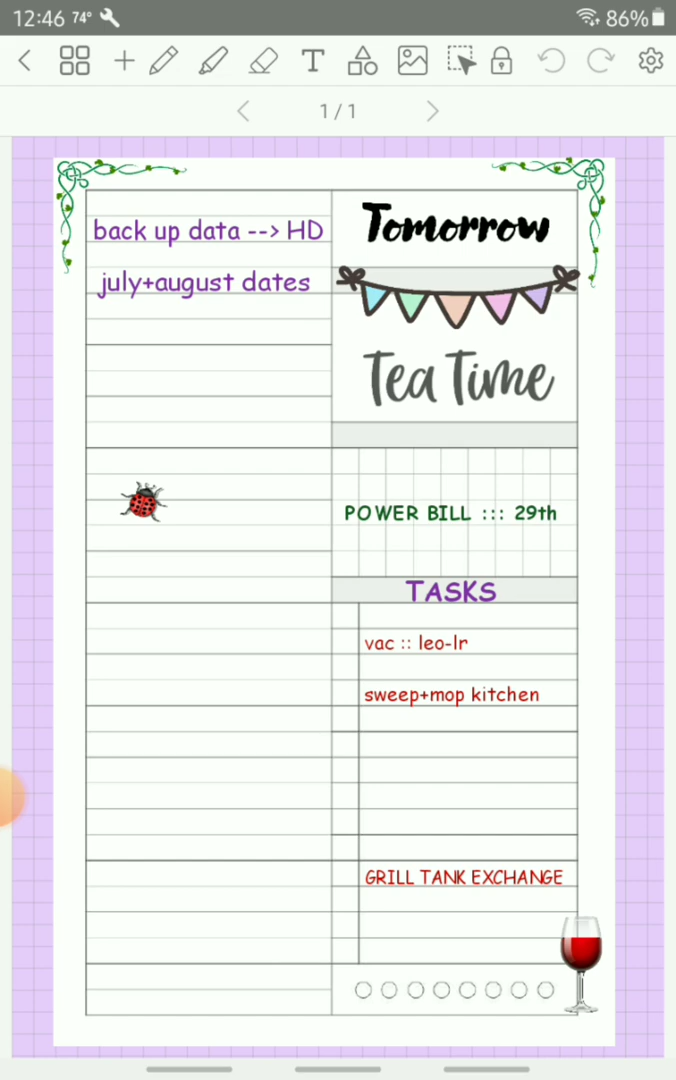 12:46 74° 86%
T
1 / 1
back up data --> HD
july+august dates
Tomorrow
Tea Time
POWER BILL ::: 29th
TASKS
vac :: leo-lr
sweep+mop kitchen
GRILL TANK EXCHANGE